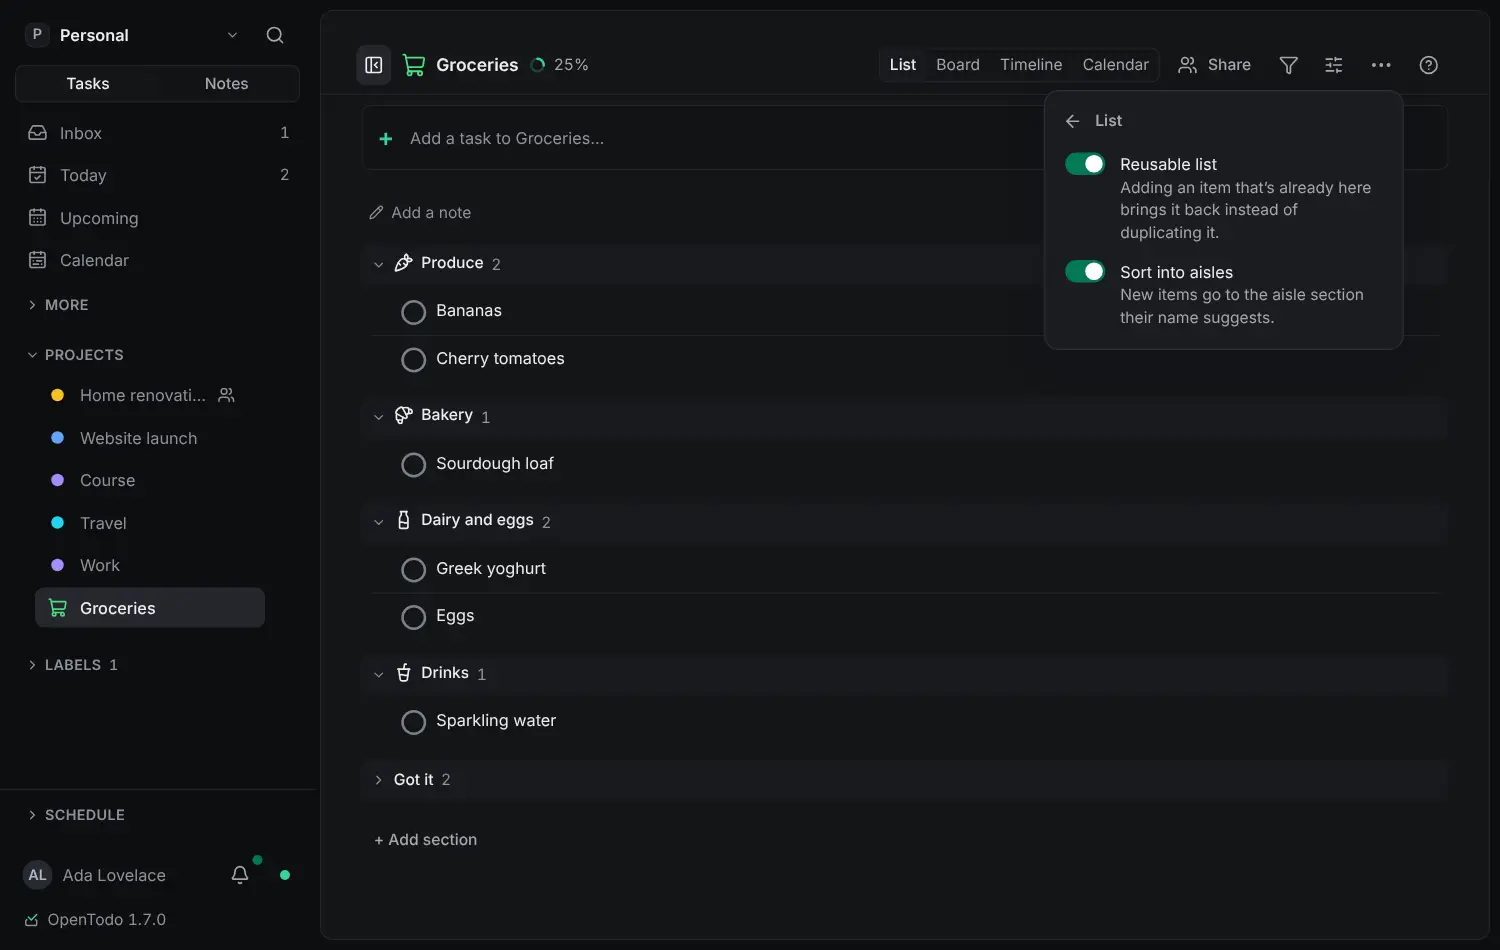 P Personal
Tasks Notes
Inbox 1
Today 2
Upcoming
Calendar
MORE
PROJECTS
Home renovati...
Website launch
Course
Travel
Work
Groceries
LABELS 1
SCHEDULE
AL Ada Lovelace
OpenTodo 1.7.0
Groceries 25%
List Board Timeline Calendar Share
+ Add a task to Groceries...
Add a note
Produce 2
Bananas
Cherry tomatoes
Bakery 1
Sourdough loaf
Dairy and eggs 2
Greek yoghurt
Eggs
Drinks 1
Sparkling water
Got it 2
+ Add section
List
Reusable list
Adding an item that's already here
brings it back instead of
duplicating it.
Sort into aisles
New items go to the aisle section
their name suggests.